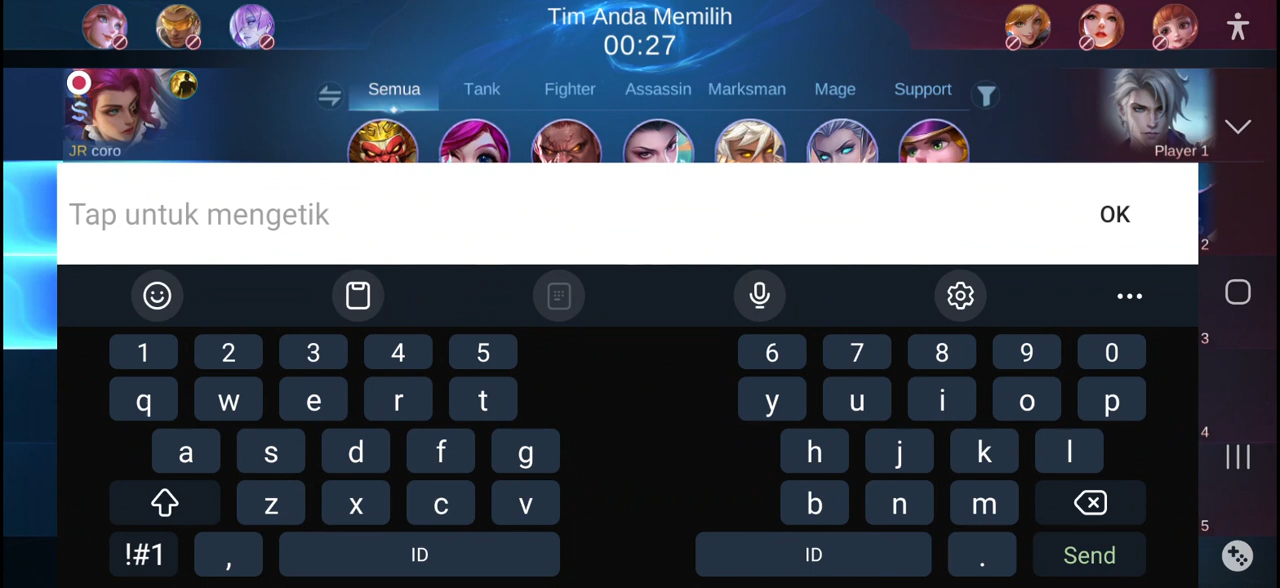 Tim Anda Memilih
00:27
Semua Tank Fighter Assassin Marksman Mage Support
JR coro
Player 1
Tap untuk mengetik
OK
2
3
4
5
1 2 3 4 5 6 7 8 9 0
q w e r t y u i o p
a s d f g h j k l
z x c v b n m
!#1 , ID ID . Send